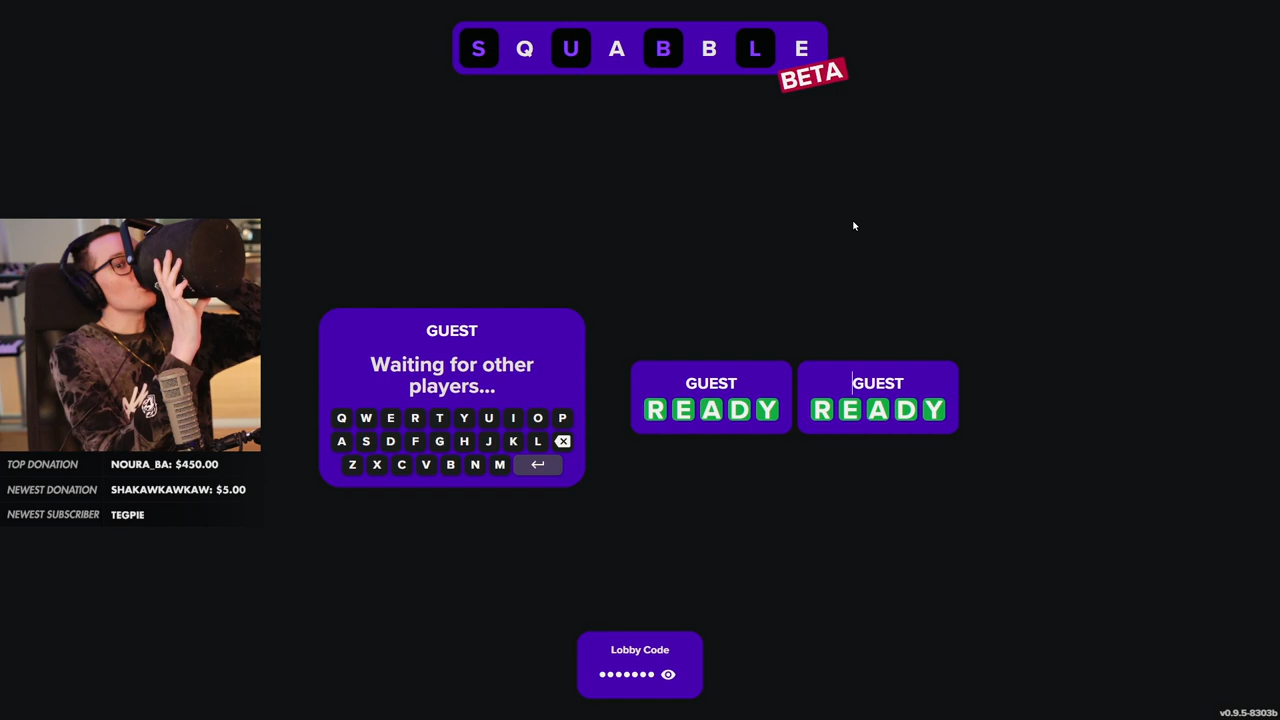 SQUABBLE
BETA
GUEST
Waiting for other
players...
Q W E R T Y U I O P
A S D F G H J K L
Z X C V B N M
GUEST
READY
GUEST
READY
TOP DONATION NOURA_BA: $450.00
NEWEST DONATION SHAKAWKAWKAW: $5.00
NEWEST SUBSCRIBER TEGPIE
Lobby Code
•••••••
v0.9.5-8303b